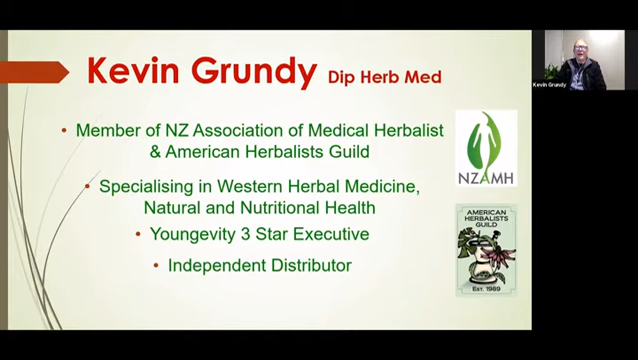 Kevin Grundy Dip Herb Med
• Member of NZ Association of Medical Herbalist
& American Herbalists Guild
• Specialising in Western Herbal Medicine,
Natural and Nutritional Health
• Youngevity 3 Star Executive
• Independent Distributor
NZAMH
AMERICAN
HERBALISTS
GUILD
EST. 1989
Kevin Grundy